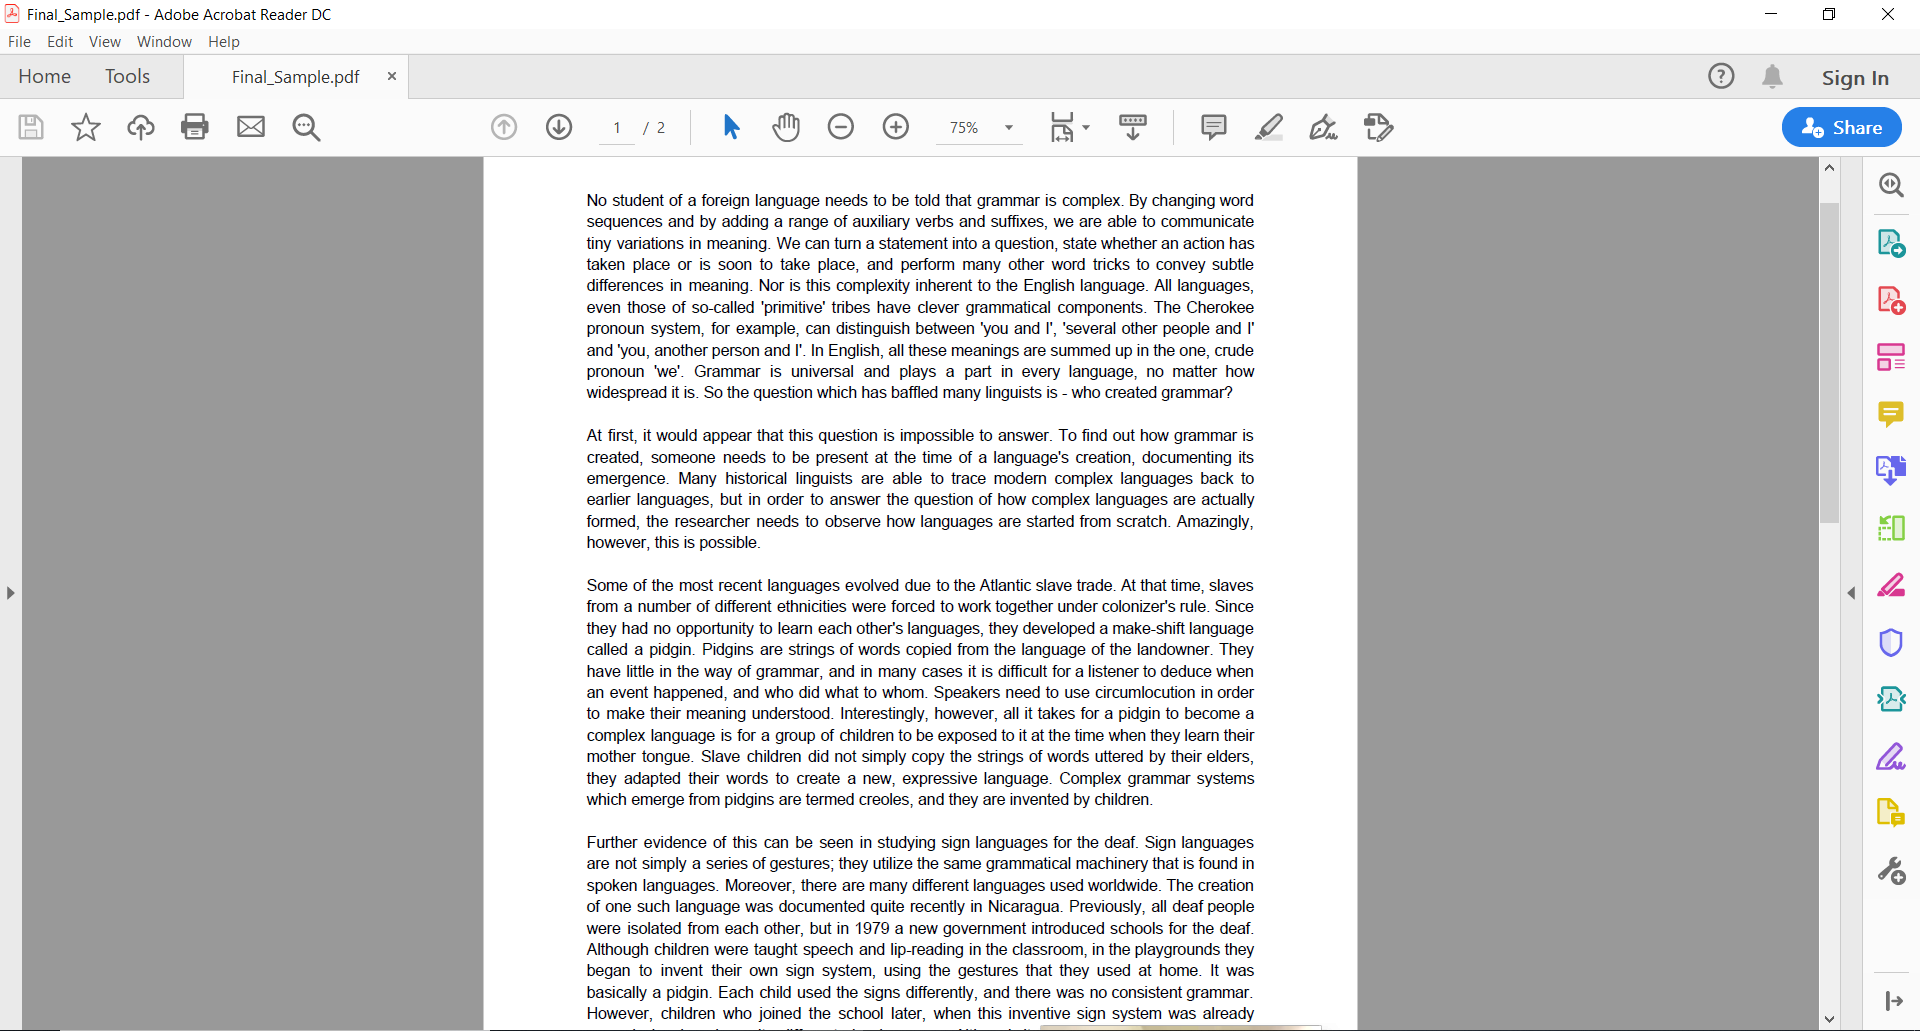 Final_Sample.pdf - Adobe Acrobat Reader DC
File Edit View Window Help
Home Tools Final_Sample.pdf × Sign In
1 / 2 75% Share
No student of a foreign language needs to be told that grammar is complex. By changing word
sequences and by adding a range of auxiliary verbs and suffixes, we are able to communicate
tiny variations in meaning. We can turn a statement into a question, state whether an action has
taken place or is soon to take place, and perform many other word tricks to convey subtle
differences in meaning. Nor is this complexity inherent to the English language. All languages,
even those of so-called 'primitive' tribes have clever grammatical components. The Cherokee
pronoun system, for example, can distinguish between 'you and I', 'several other people and I'
and 'you, another person and I'. In English, all these meanings are summed up in the one, crude
pronoun 'we'. Grammar is universal and plays a part in every language, no matter how
widespread it is. So the question which has baffled many linguists is - who created grammar?
At first, it would appear that this question is impossible to answer. To find out how grammar is
created, someone needs to be present at the time of a language's creation, documenting its
emergence. Many historical linguists are able to trace modern complex languages back to
earlier languages, but in order to answer the question of how complex languages are actually
formed, the researcher needs to observe how languages are started from scratch. Amazingly,
however, this is possible.
Some of the most recent languages evolved due to the Atlantic slave trade. At that time, slaves
from a number of different ethnicities were forced to work together under colonizer's rule. Since
they had no opportunity to learn each other's languages, they developed a make-shift language
called a pidgin. Pidgins are strings of words copied from the language of the landowner. They
have little in the way of grammar, and in many cases it is difficult for a listener to deduce when
an event happened, and who did what to whom. Speakers need to use circumlocution in order
to make their meaning understood. Interestingly, however, all it takes for a pidgin to become a
complex language is for a group of children to be exposed to it at the time when they learn their
mother tongue. Slave children did not simply copy the strings of words uttered by their elders,
they adapted their words to create a new, expressive language. Complex grammar systems
which emerge from pidgins are termed creoles, and they are invented by children.
Further evidence of this can be seen in studying sign languages for the deaf. Sign languages
are not simply a series of gestures; they utilize the same grammatical machinery that is found in
spoken languages. Moreover, there are many different languages used worldwide. The creation
of one such language was documented quite recently in Nicaragua. Previously, all deaf people
were isolated from each other, but in 1979 a new government introduced schools for the deaf.
Although children were taught speech and lip-reading in the classroom, in the playgrounds they
began to invent their own sign system, using the gestures that they used at home. It was
basically a pidgin. Each child used the signs differently, and there was no consistent grammar.
However, children who joined the school later, when this inventive sign system was already